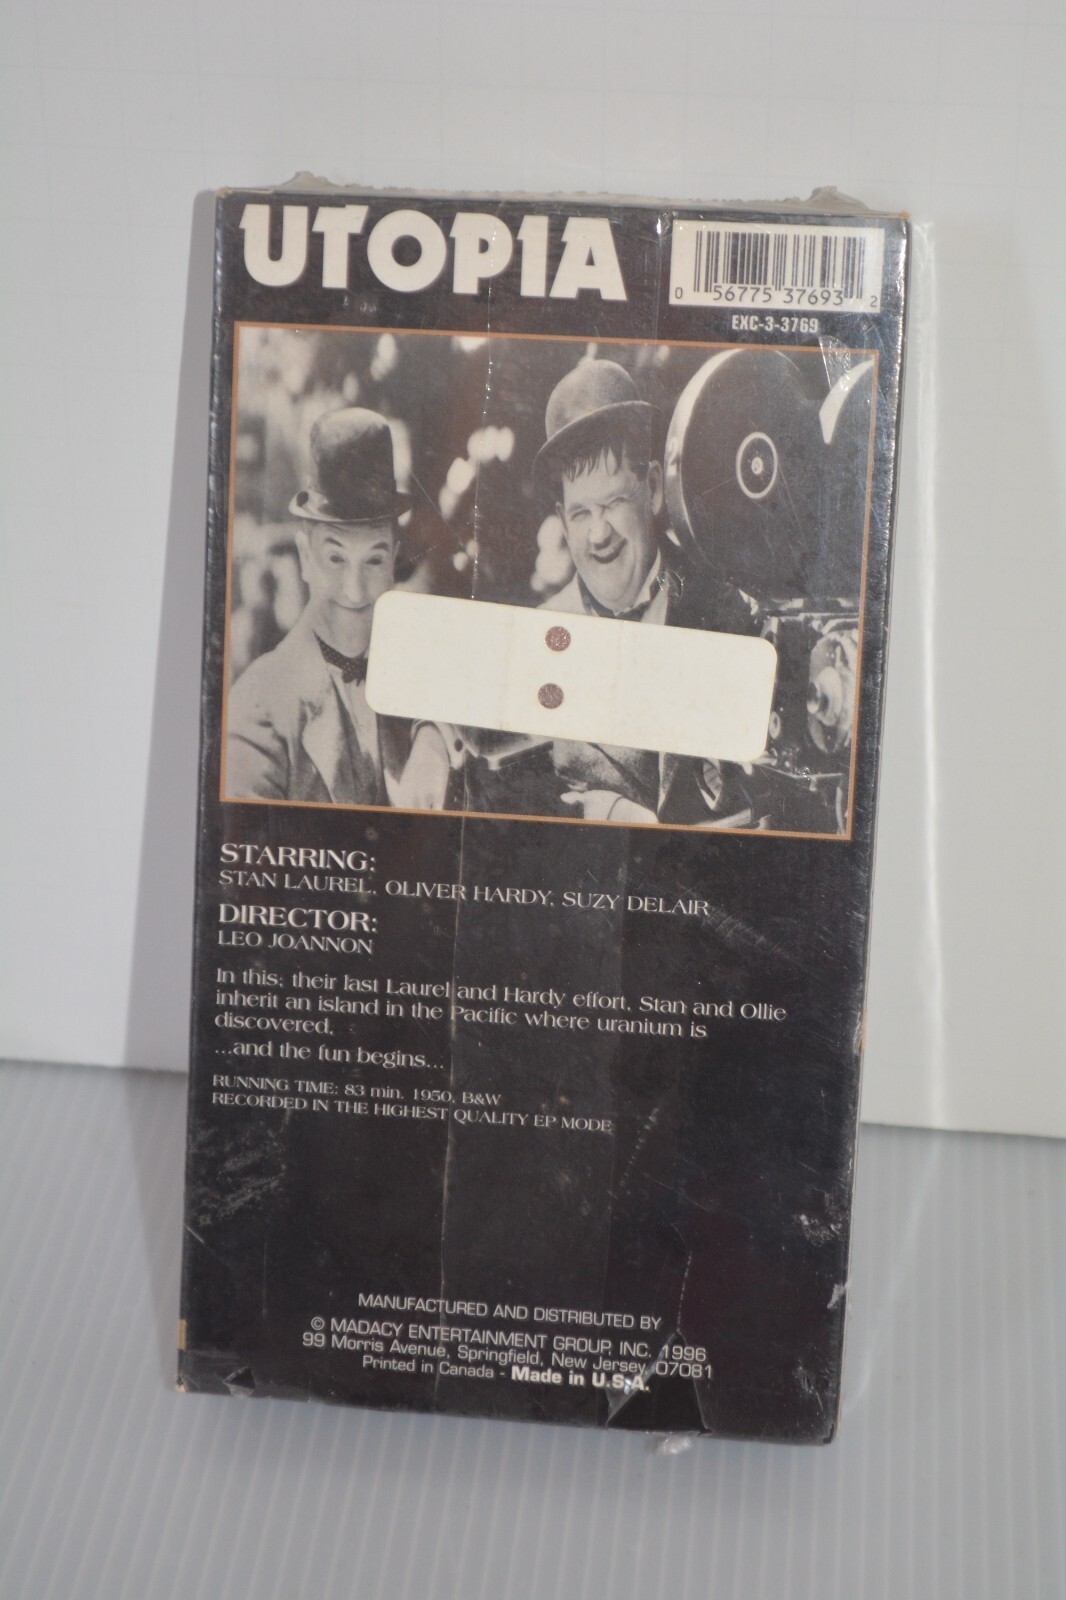 UTOPIA
0 56775 37693 2
EXC-3-3769
STARRING:
STAN LAUREL, OLIVER HARDY, SUZY DELAIR
DIRECTOR:
LEO JOANNON
In this; their last Laurel and Hardy effort, Stan and Ollie
inherit an island in the Pacific where uranium is
discovered,
...and the fun begins...
RUNNING TIME: 83 min. 1950, B&W
RECORDED IN THE HIGHEST QUALITY EP MODE
MANUFACTURED AND DISTRIBUTED BY
© MADACY ENTERTAINMENT GROUP, INC. 1996
99 Morris Avenue, Springfield, New Jersey, 07081
Printed in Canada - Made in U.S.A.